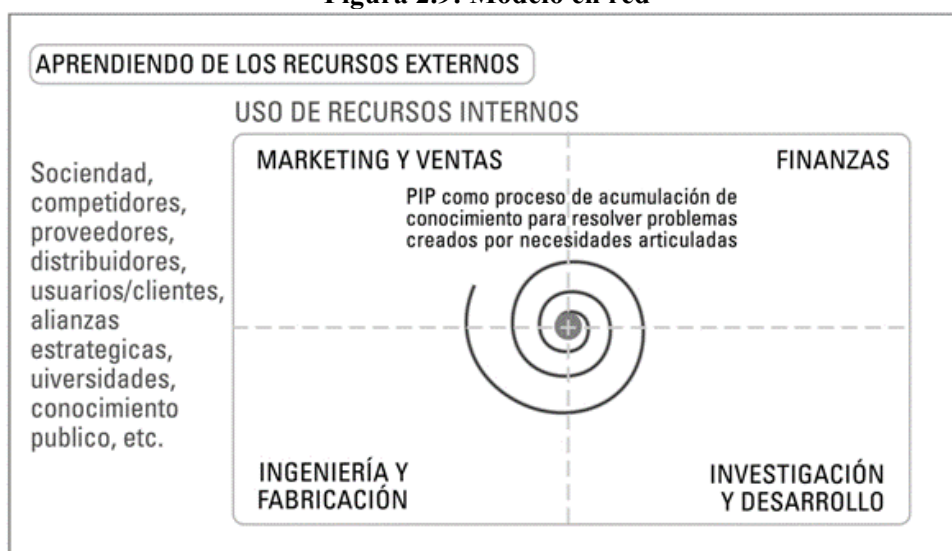 Figura 2.9: Modelo en red
APRENDIENDO DE LOS RECURSOS EXTERNOS
USO DE RECURSOS INTERNOS
Sociendad,
competidores,
proveedores,
distribuidores,
usuarios/clientes,
alianzas
estrategicas,
uiversidades,
conocimiento
publico, etc.
MARKETING Y VENTAS
FINANZAS
PIP como proceso de acumulación de
conocimiento para resolver problemas
creados por necesidades articuladas
INGENIERÍA Y
FABRICACIÓN
INVESTIGACIÓN
Y DESARROLLO